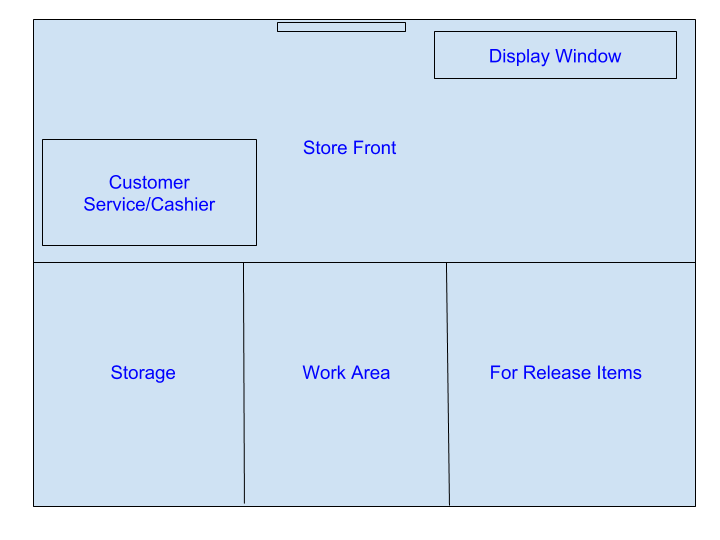 Display Window
Store Front
Customer
Service/Cashier
Storage
Work Area
For Release Items